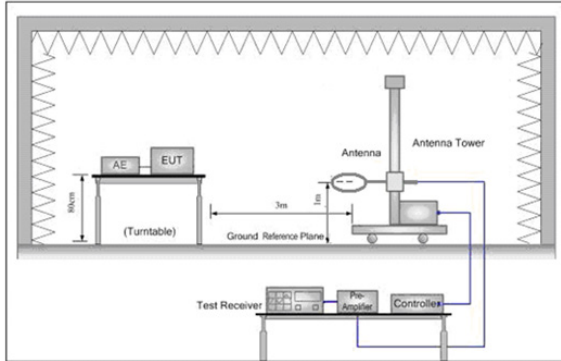 Antenna
Antenna Tower
AE
EUT
80cm
(Turntable)
3m
1m
Ground Reference Plane
Test Receiver
Pre-
Amplifier
Controller